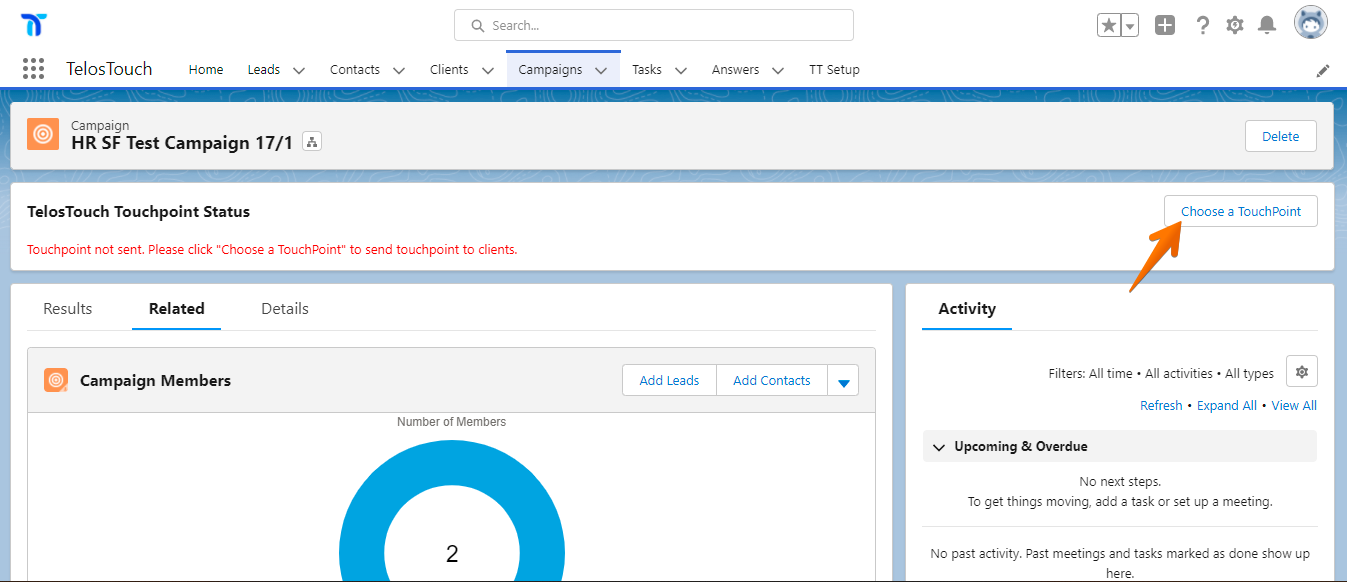 Search...
TelosTouch
Home
Leads
Contacts
Clients
Campaigns
Tasks
Answers
TT Setup
Campaign
HR SF Test Campaign 17/1
Delete
TelosTouch Touchpoint Status
Choose a TouchPoint
Touchpoint not sent. Please click "Choose a TouchPoint" to send touchpoint to clients.
Results
Related
Details
Campaign Members
Add Leads
Add Contacts
Number of Members
2
Activity
Filters: All time • All activities • All types
Refresh • Expand All • View All
Upcoming & Overdue
No next steps.
To get things moving, add a task or set up a meeting.
No past activity. Past meetings and tasks marked as done show up
here.